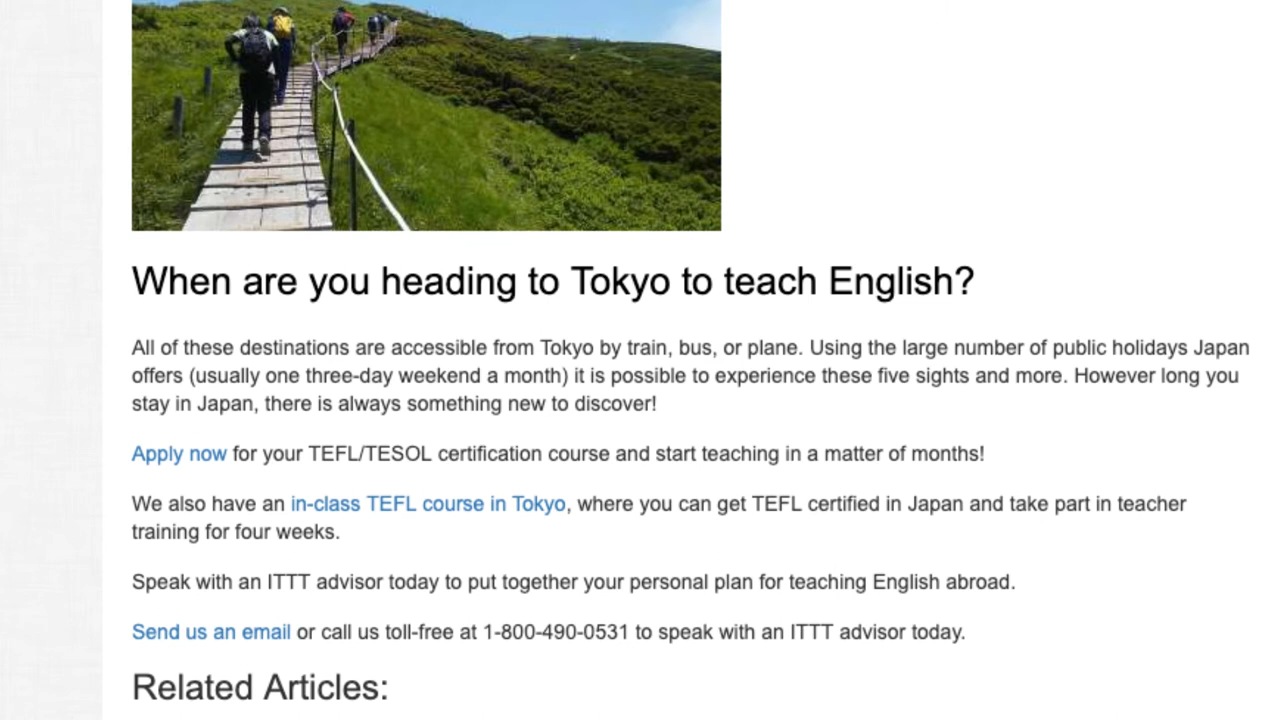 When are you heading to Tokyo to teach English?
All of these destinations are accessible from Tokyo by train, bus, or plane. Using the large number of public holidays Japan
offers (usually one three-day weekend a month) it is possible to experience these five sights and more. However long you
stay in Japan, there is always something new to discover!
Apply now for your TEFL/TESOL certification course and start teaching in a matter of months!
We also have an in-class TEFL course in Tokyo, where you can get TEFL certified in Japan and take part in teacher
training for four weeks.
Speak with an ITTT advisor today to put together your personal plan for teaching English abroad.
Send us an email or call us toll-free at 1-800-490-0531 to speak with an ITTT advisor today.
Related Articles: